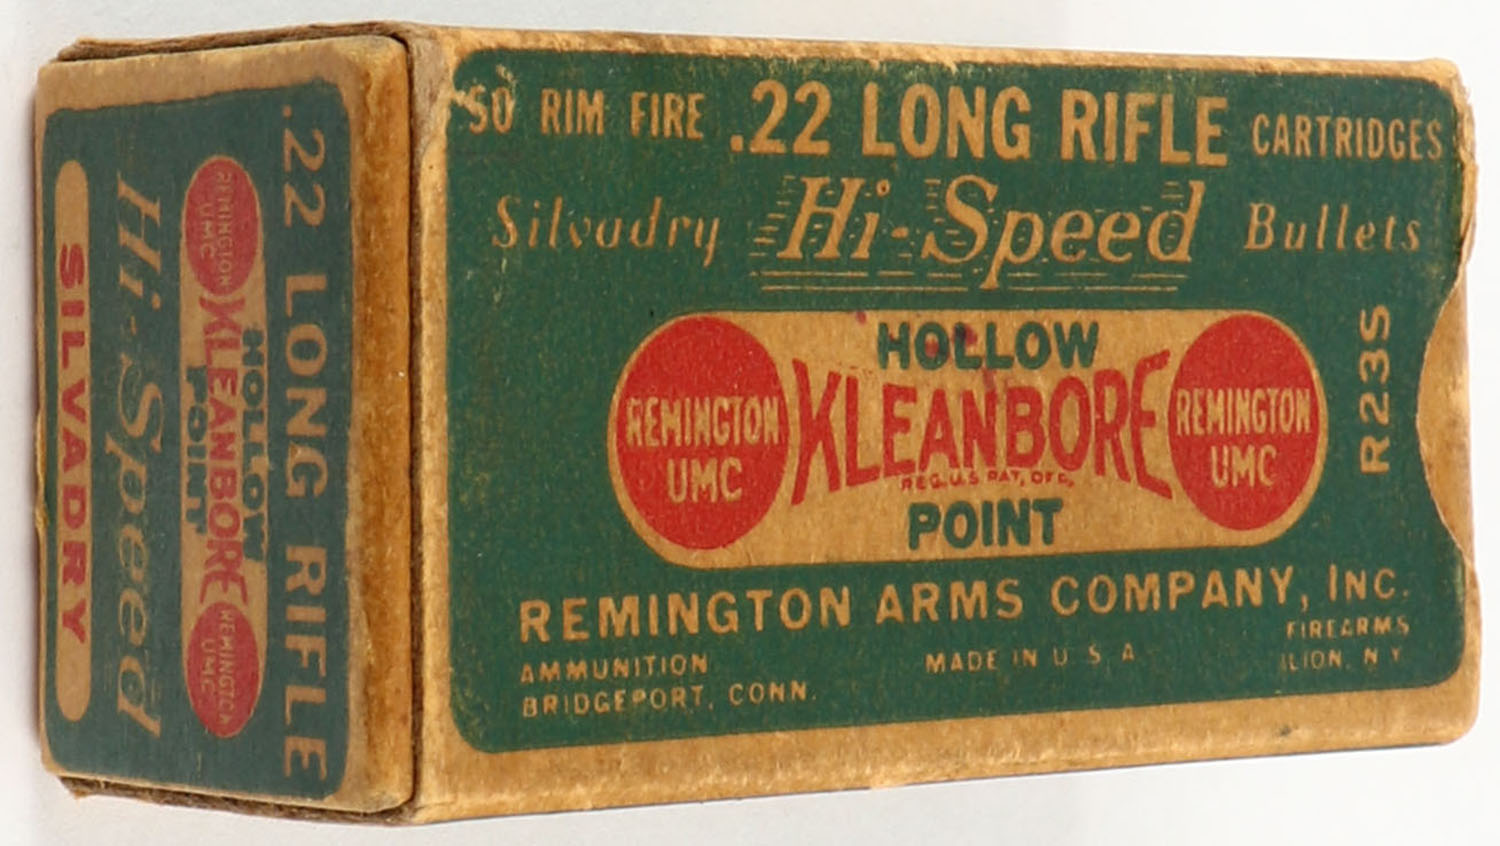 50 RIM FIRE .22 LONG RIFLE CARTRIDGES
Silvadry Hi-Speed Bullets
HOLLOW
REMINGTON UMC KLEANBORE REMINGTON UMC
REG. U.S. PAT. OFF.
POINT
R23S
REMINGTON ARMS COMPANY, INC.
AMMUNITION MADE IN U S A FIREARMS
BRIDGEPORT, CONN. ILION, N Y
.22 LONG RIFLE
HOLLOW
REMINGTON UMC KLEANBORE REMINGTON UMC
POINT
Hi-Speed
SILVADRY